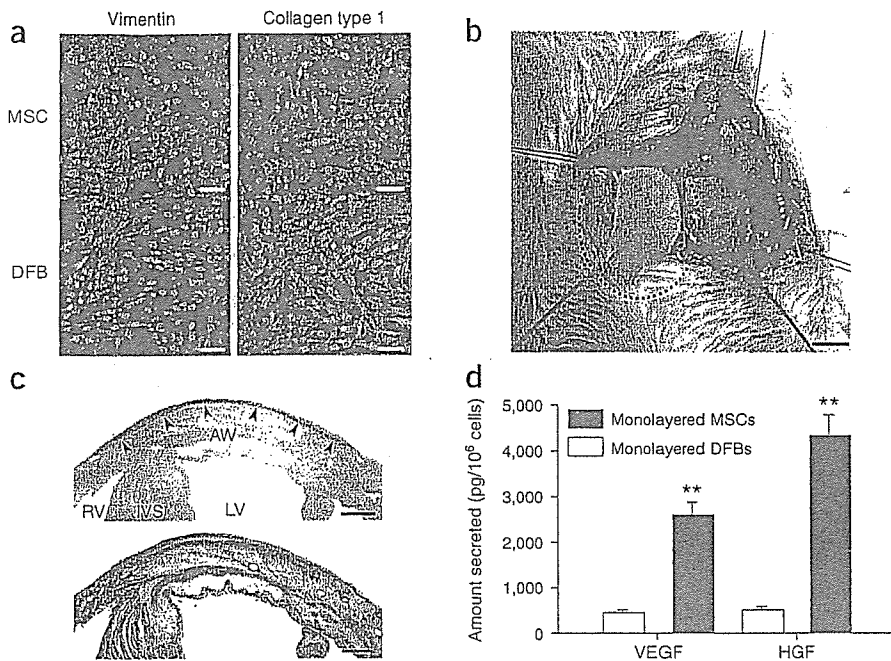 a
Vimentin
Collagen type 1
MSC
DFB
b
c
AW
RV
IVS
LV
d
Amount secreted (pg/10⁶ cells)
5,000
4,000
3,000
2,000
1,000
0
Monolayered MSCs
Monolayered DFBs
**
**
VEGF
HGF